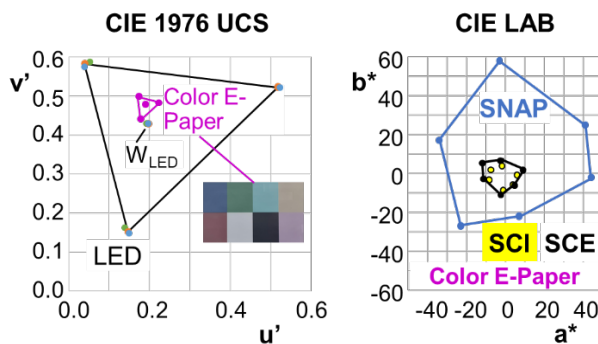 CIE 1976 UCS
v’
0.6
0.5
0.4
0.3
0.2
0.1
0.0
Color E-
Paper
WLED
LED
0.0 0.2 0.4 0.6
u’
CIE LAB
b*
60
40
20
0
-20
-40
-60
SNAP
SCI SCE
Color E-Paper
-40 -20 0 20 40
a*